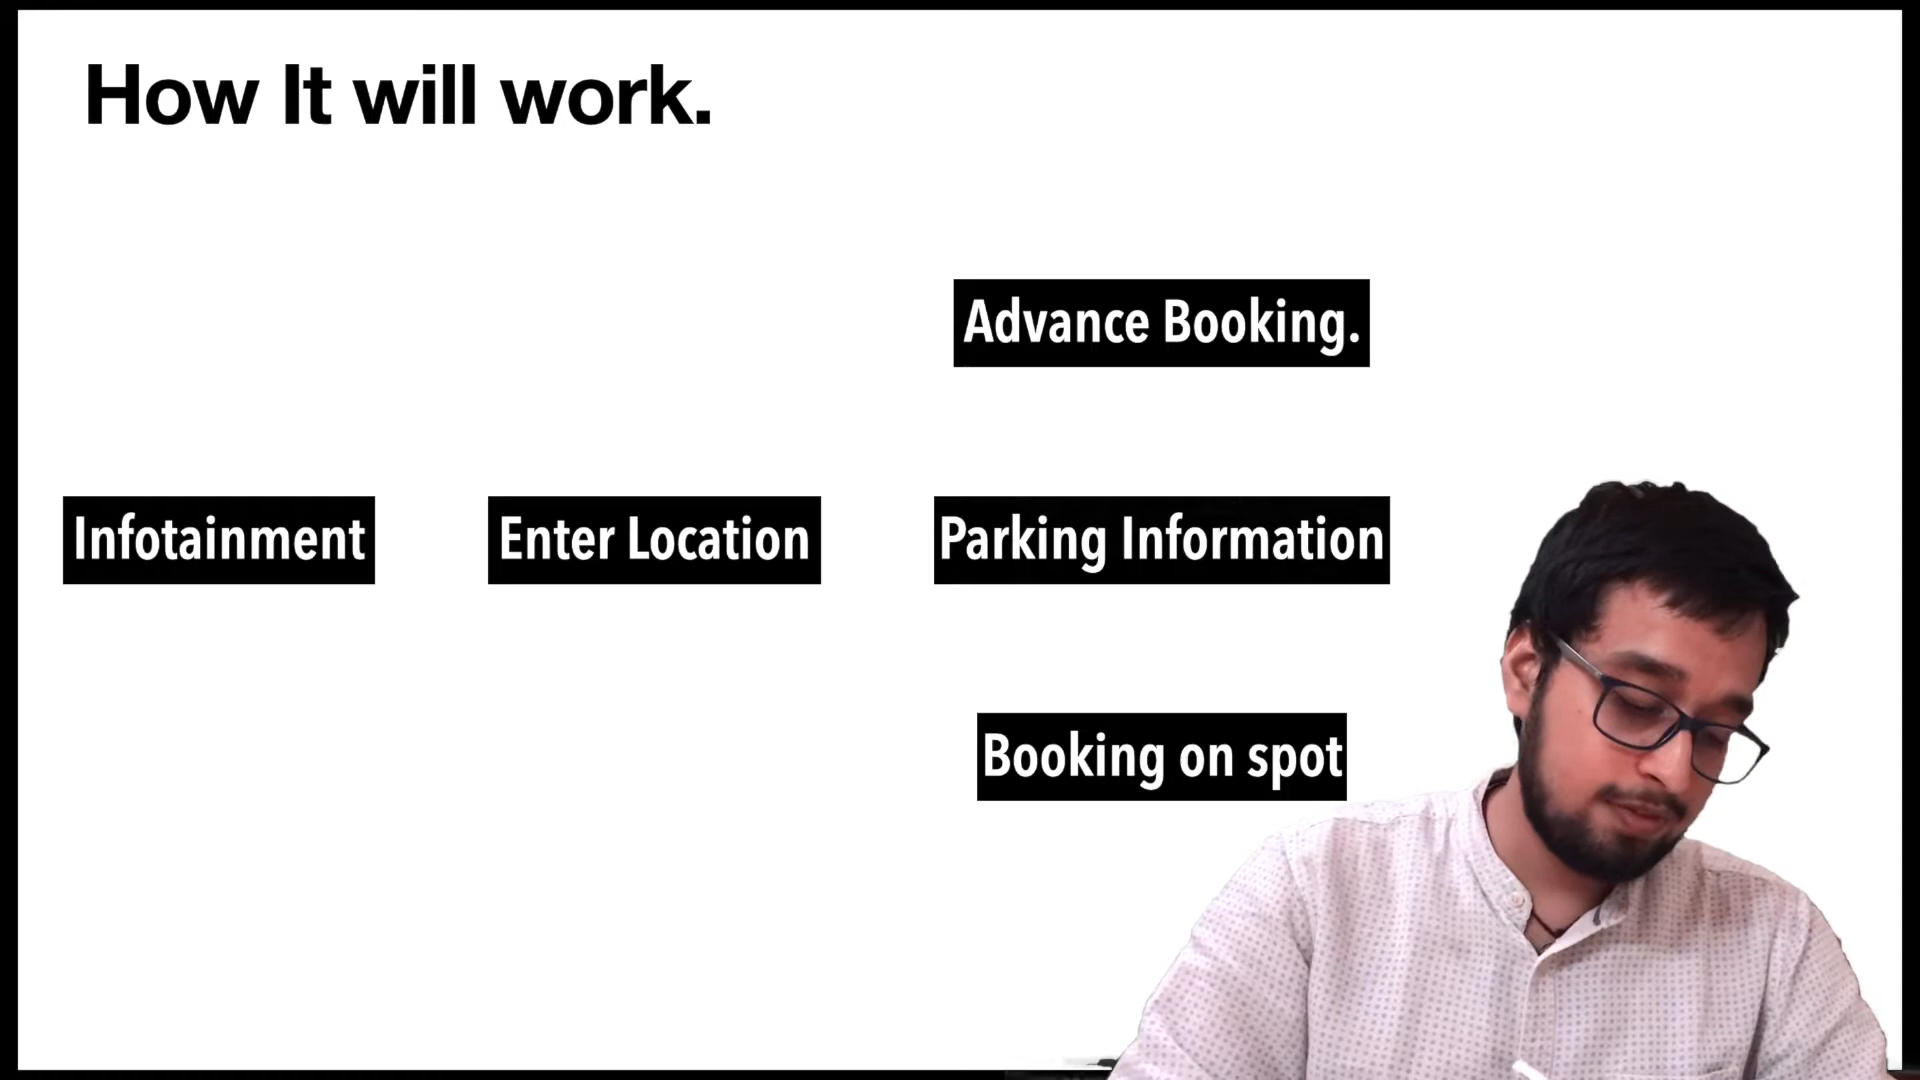 How It will work.
Advance Booking.
Infotainment
Enter Location
Parking Information
Booking on spot